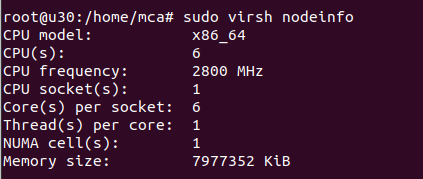 root@u30:/home/mca# sudo virsh nodeinfo
CPU model:           x86_64
CPU(s):              6
CPU frequency:       2800 MHz
CPU socket(s):       1
Core(s) per socket:  6
Thread(s) per core:  1
NUMA cell(s):        1
Memory size:         7977352 KiB